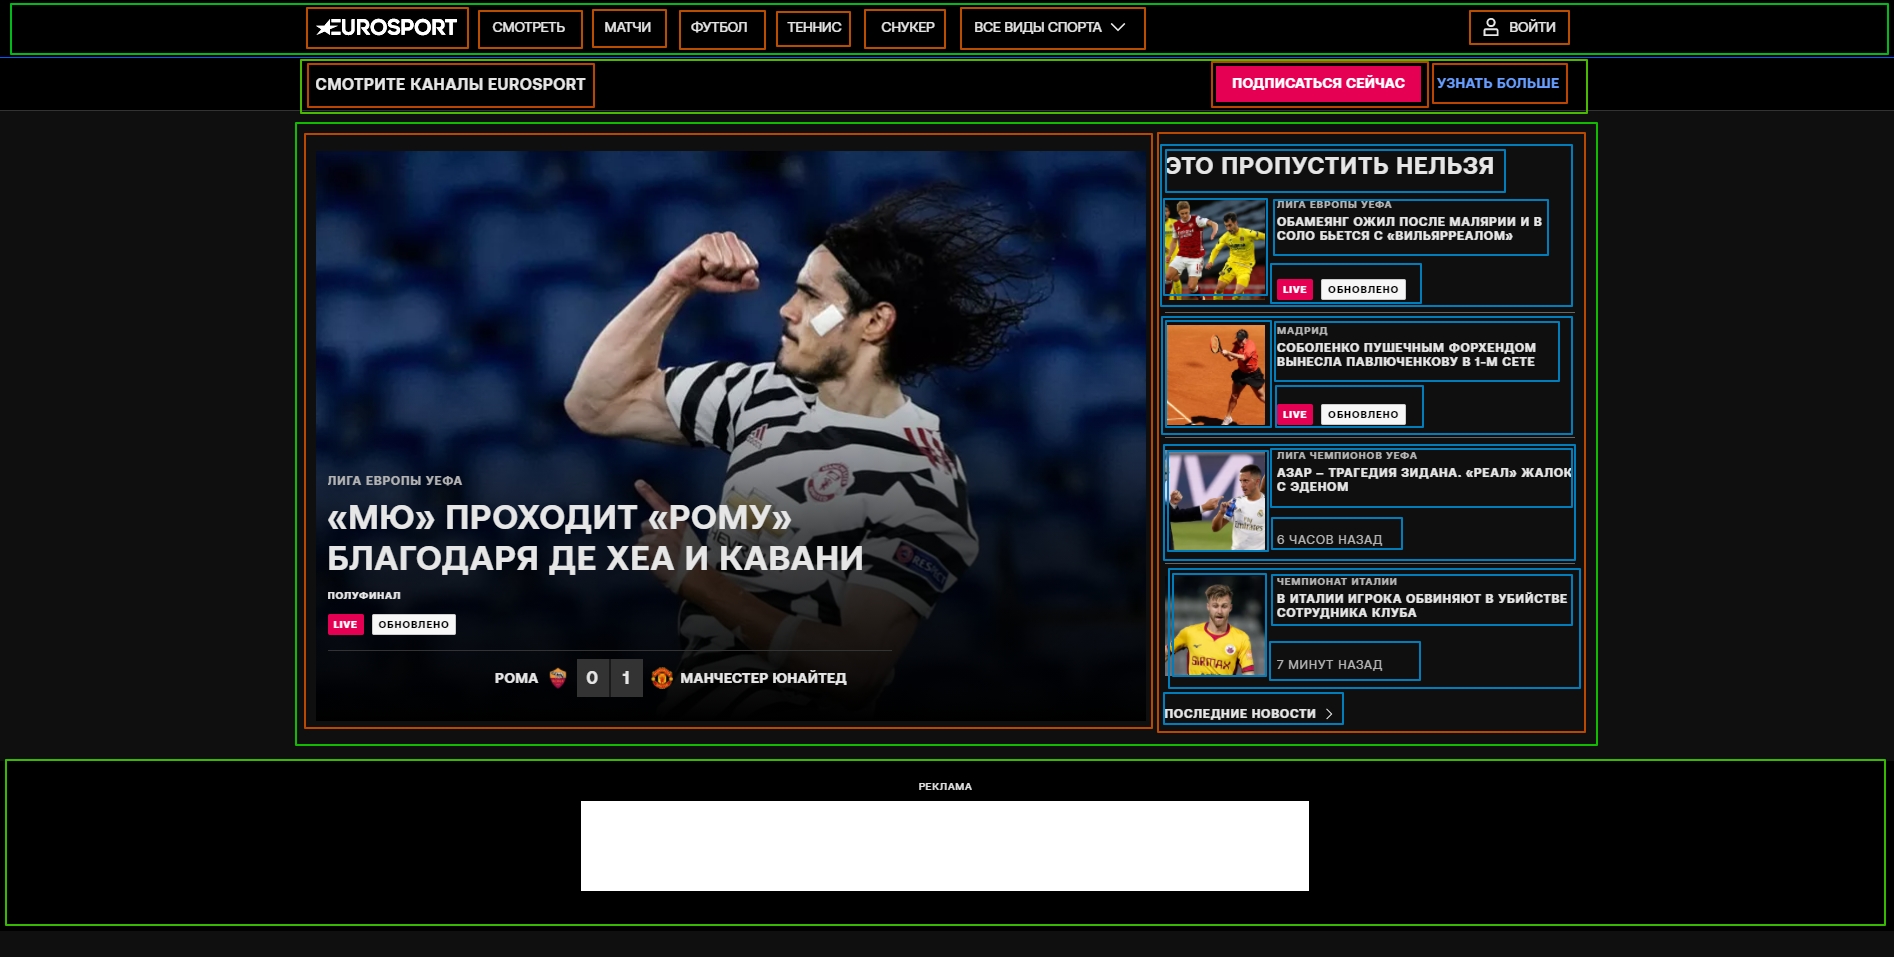 EUROSPORT СМОТРЕТЬ МАТЧИ ФУТБОЛ ТЕННИС СНУКЕР ВСЕ ВИДЫ СПОРТА ВОЙТИ
СМОТРИТЕ КАНАЛЫ EUROSPORT ПОДПИСАТЬСЯ СЕЙЧАС УЗНАТЬ БОЛЬШЕ
ЛИГА ЕВРОПЫ УЕФА
«МЮ» ПРОХОДИТ «РОМУ»
БЛАГОДАРЯ ДЕ ХЕА И КАВАНИ
ПОЛУФИНАЛ
LIVE ОБНОВЛЕНО
РОМА 0 1 МАНЧЕСТЕР ЮНАЙТЕД
ЭТО ПРОПУСТИТЬ НЕЛЬЗЯ
ЛИГА ЕВРОПЫ УЕФА
ОБАМЕЯНГ ОЖИЛ ПОСЛЕ МАЛЯРИИ И В
СОЛО БЬЕТСЯ С «ВИЛЬЯРРЕАЛОМ»
LIVE ОБНОВЛЕНО
МАДРИД
СОБОЛЕНКО ПУШЕЧНЫМ ФОРХЕНДОМ
ВЫНЕСЛА ПАВЛЮЧЕНКОВУ В 1-М СЕТЕ
LIVE ОБНОВЛЕНО
ЛИГА ЧЕМПИОНОВ УЕФА
АЗАР – ТРАГЕДИЯ ЗИДАНА. «РЕАЛ» ЖАЛОК
С ЭДЕНОМ
6 ЧАСОВ НАЗАД
ЧЕМПИОНАТ ИТАЛИИ
В ИТАЛИИ ИГРОКА ОБВИНЯЮТ В УБИЙСТВЕ
СОТРУДНИКА КЛУБА
7 МИНУТ НАЗАД
ПОСЛЕДНИЕ НОВОСТИ
РЕКЛАМА